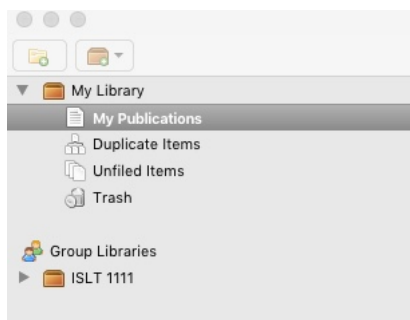 My Library
My Publications
Duplicate Items
Unfiled Items
Trash
Group Libraries
ISLT 1111